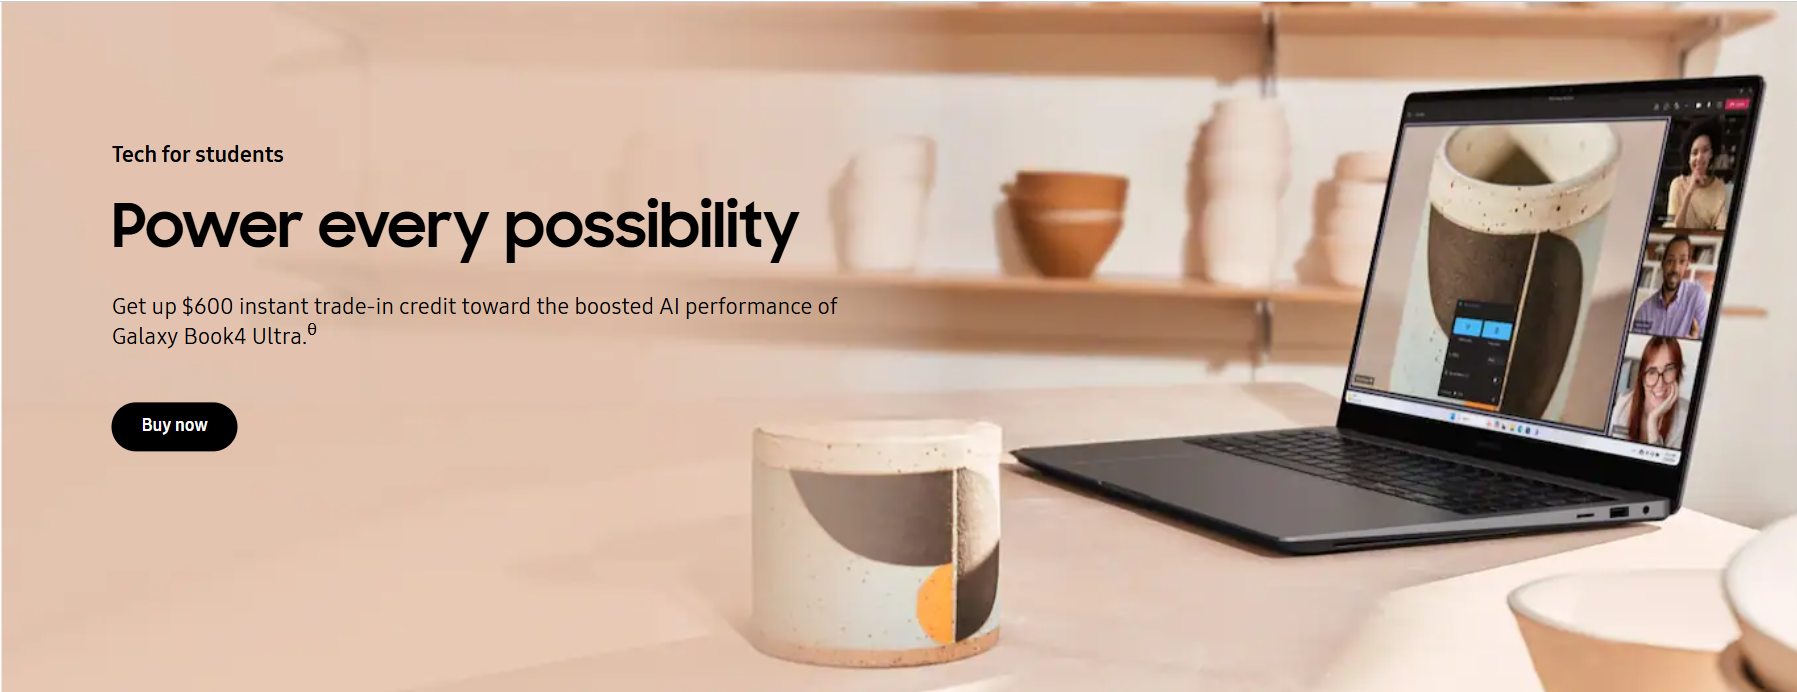 Tech for students
Power every possibility
Get up $600 instant trade-in credit toward the boosted AI performance of
Galaxy Book4 Ultra.θ
Buy now